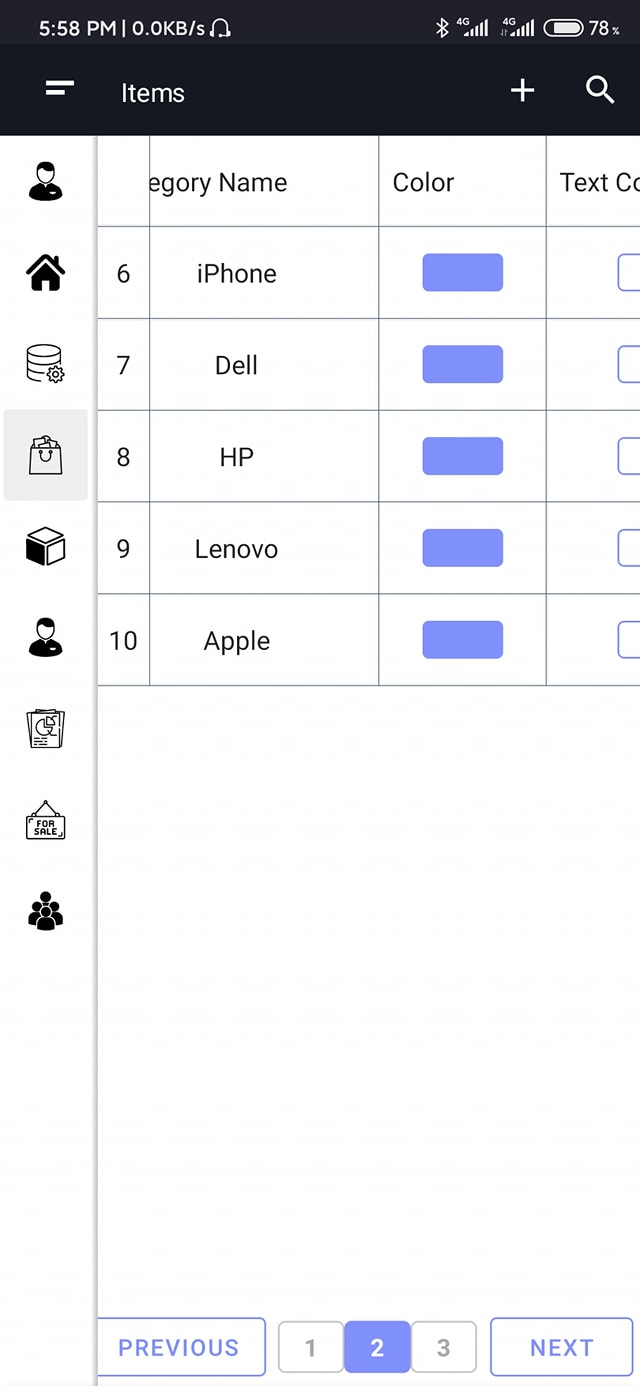 5:58 PM | 0.0KB/s 4G 4G 78%
Items
egory Name Color Text Co
6 iPhone
7 Dell
8 HP
9 Lenovo
10 Apple
FOR
SALE
PREVIOUS 1 2 3 NEXT